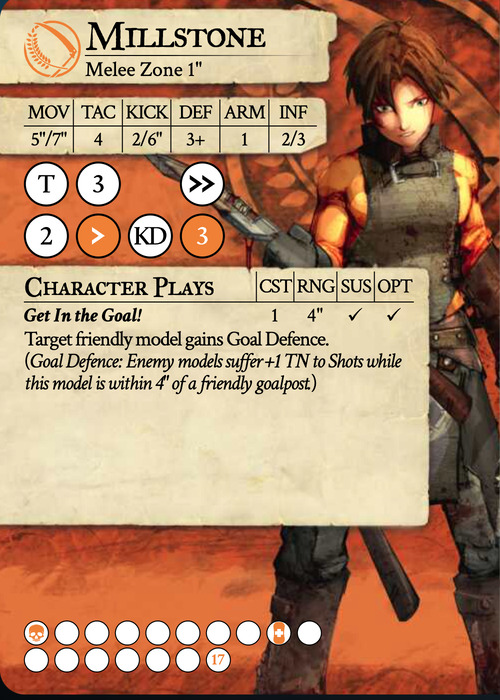 MILLSTONE
Melee Zone 1"
MOV TAC KICK DEF ARM INF
5"/7" 4 2/6" 3+ 1 2/3
T 3 >>
2 > KD 3
CHARACTER PLAYS CST RNG SUS OPT
Get In the Goal! 1 4" ✓ ✓
Target friendly model gains Goal Defence.
(Goal Defence: Enemy models suffer +1 TN to Shots while
this model is within 4" of a friendly goalpost.)
17